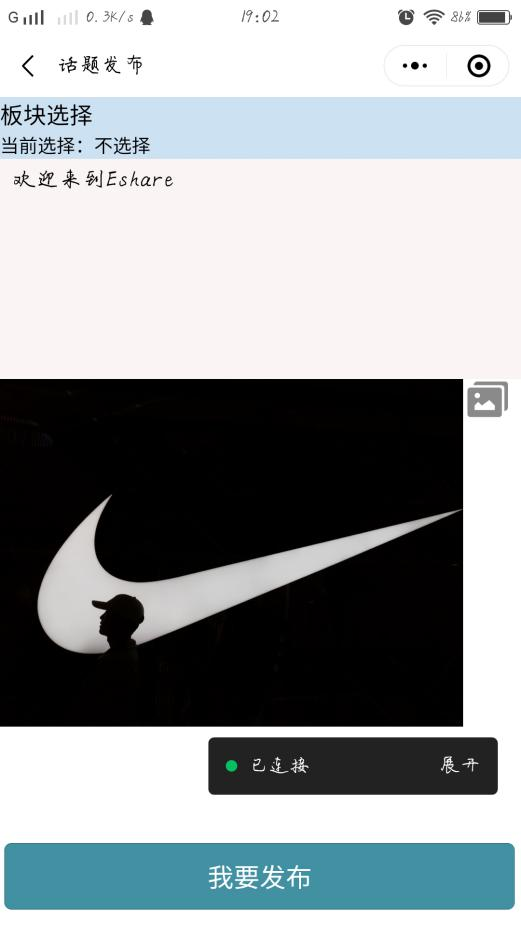 G 0.3K/s 19:02 86%
话题发布
板块选择
当前选择：不选择
欢迎来到Eshare
已连接 展开
我要发布